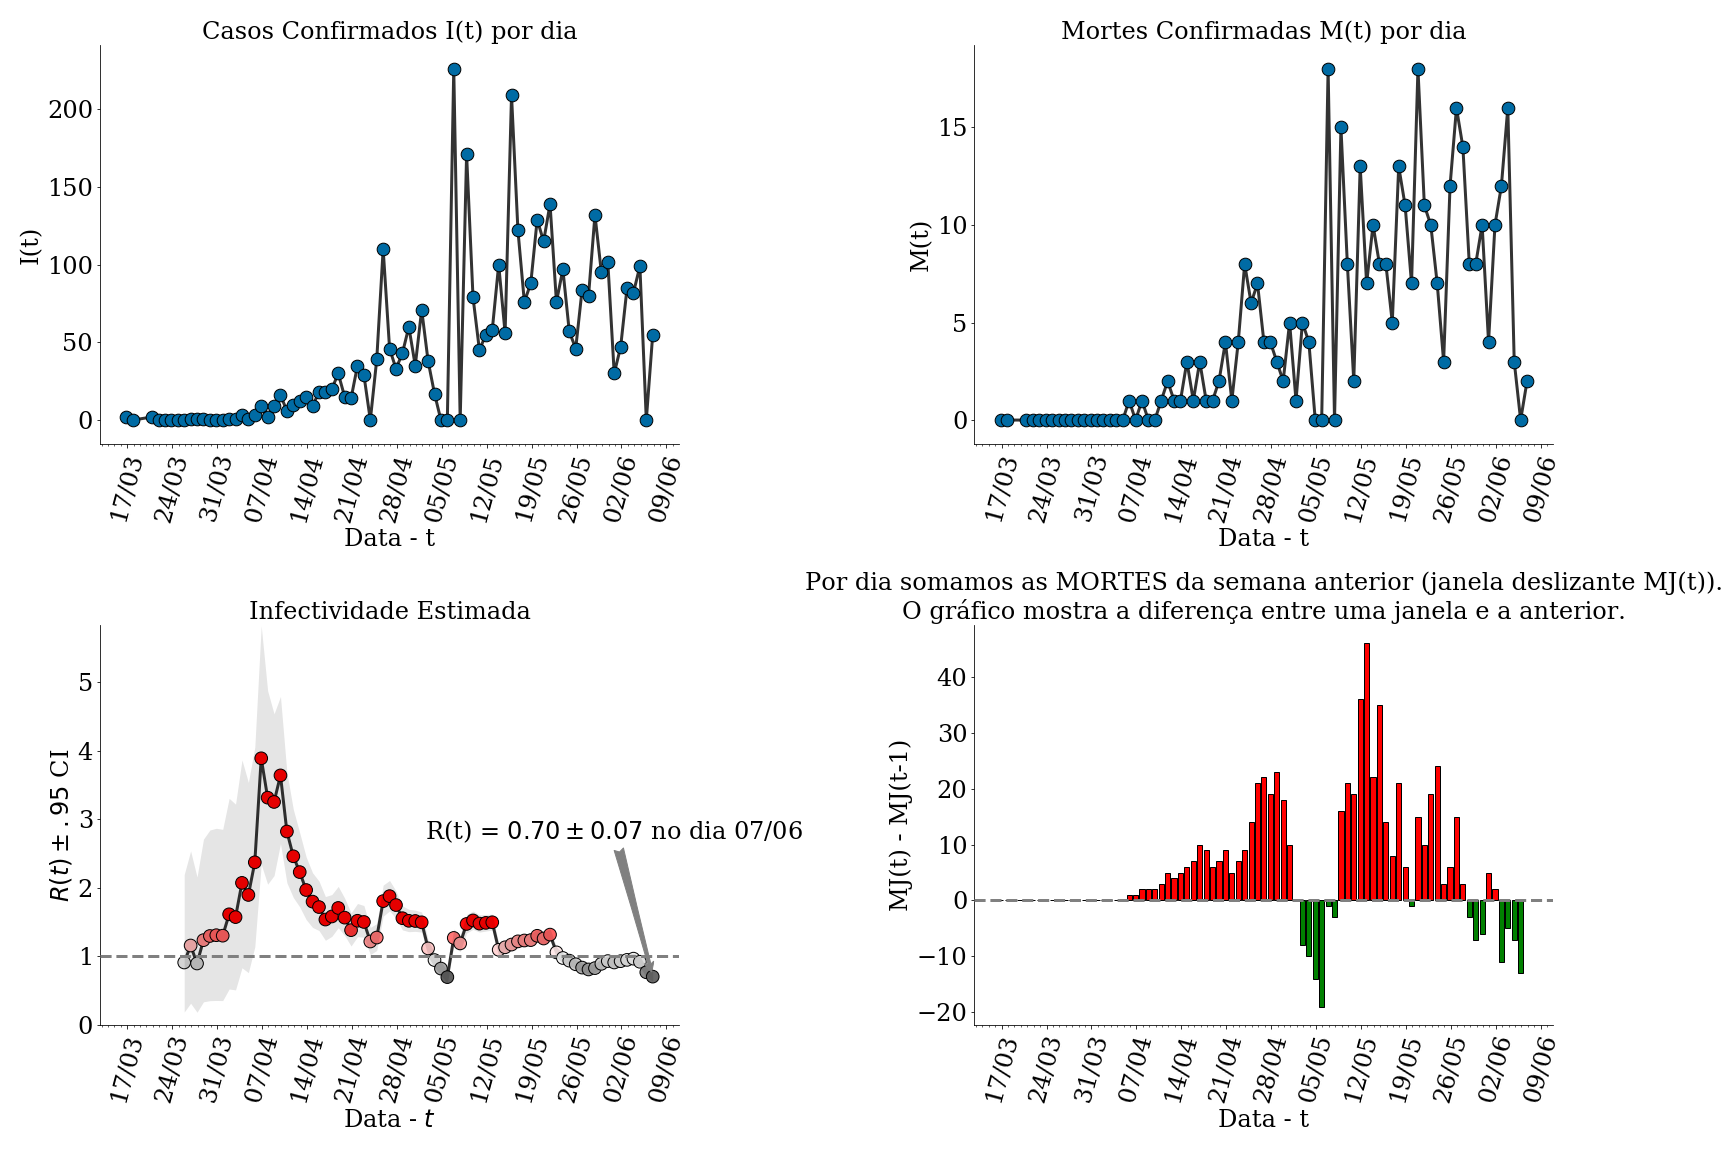 Casos Confirmados I(t) por dia
I(t)
200
150
100
50
0
17/03 24/03 31/03 07/04 14/04 21/04 28/04 05/05 12/05 19/05 26/05 02/06 09/06
Data - t
Mortes Confirmadas M(t) por dia
M(t)
15
10
5
0
17/03 24/03 31/03 07/04 14/04 21/04 28/04 05/05 12/05 19/05 26/05 02/06 09/06
Data - t
Infectividade Estimada
R(t) ± .95 CI
5
4
3
2
1
0
R(t) = 0.70 ± 0.07 no dia 07/06
17/03 24/03 31/03 07/04 14/04 21/04 28/04 05/05 12/05 19/05 26/05 02/06 09/06
Data - t
Por dia somamos as MORTES da semana anterior (janela deslizante MJ(t)).
O gráfico mostra a diferença entre uma janela e a anterior.
MJ(t) - MJ(t-1)
40
30
20
10
0
−10
−20
17/03 24/03 31/03 07/04 14/04 21/04 28/04 05/05 12/05 19/05 26/05 02/06 09/06
Data - t